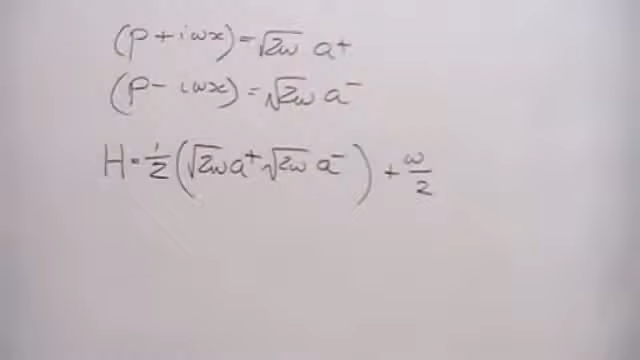 (p + iωx) = √2ω a⁺
(p − iωx) = √2ω a⁻
H = 1/2 (√2ω a⁺ √2ω a⁻) + ω/2